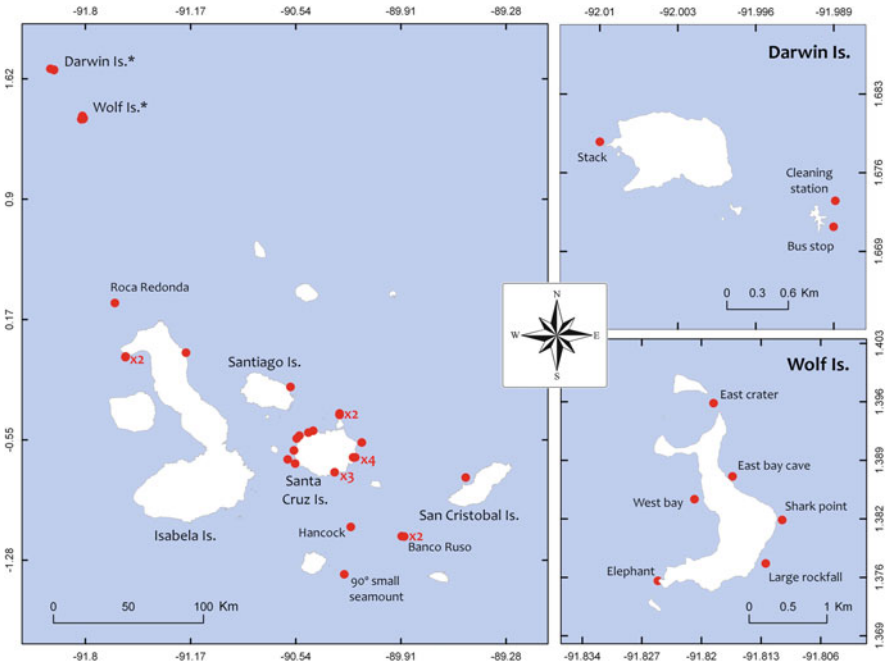 -91.8 -91.17 -90.54 -89.91 -89.28
1.62
0.9
0.17
-0.55
-1.28
Darwin Is.*
Wolf Is.*
Roca Redonda
x2
Santiago Is.
x2
x4
x3
Santa
Cruz Is.
San Cristobal Is.
Isabela Is.
Hancock
x2
Banco Ruso
90° small
seamount
0 50 100 Km
-91.8 -91.17 -90.54 -89.91 -89.28
N
W E
S
-92.01 -92.003 -91.996 -91.989
Darwin Is.
1.683
1.676
1.669
Stack
Cleaning
station
Bus stop
0 0.3 0.6 Km
Wolf Is.
1.403
1.396
1.389
1.382
1.376
1.369
East crater
East bay cave
West bay
Shark point
Elephant
Large rockfall
0 0.5 1 Km
-91.834 -91.827 -91.82 -91.813 -91.806